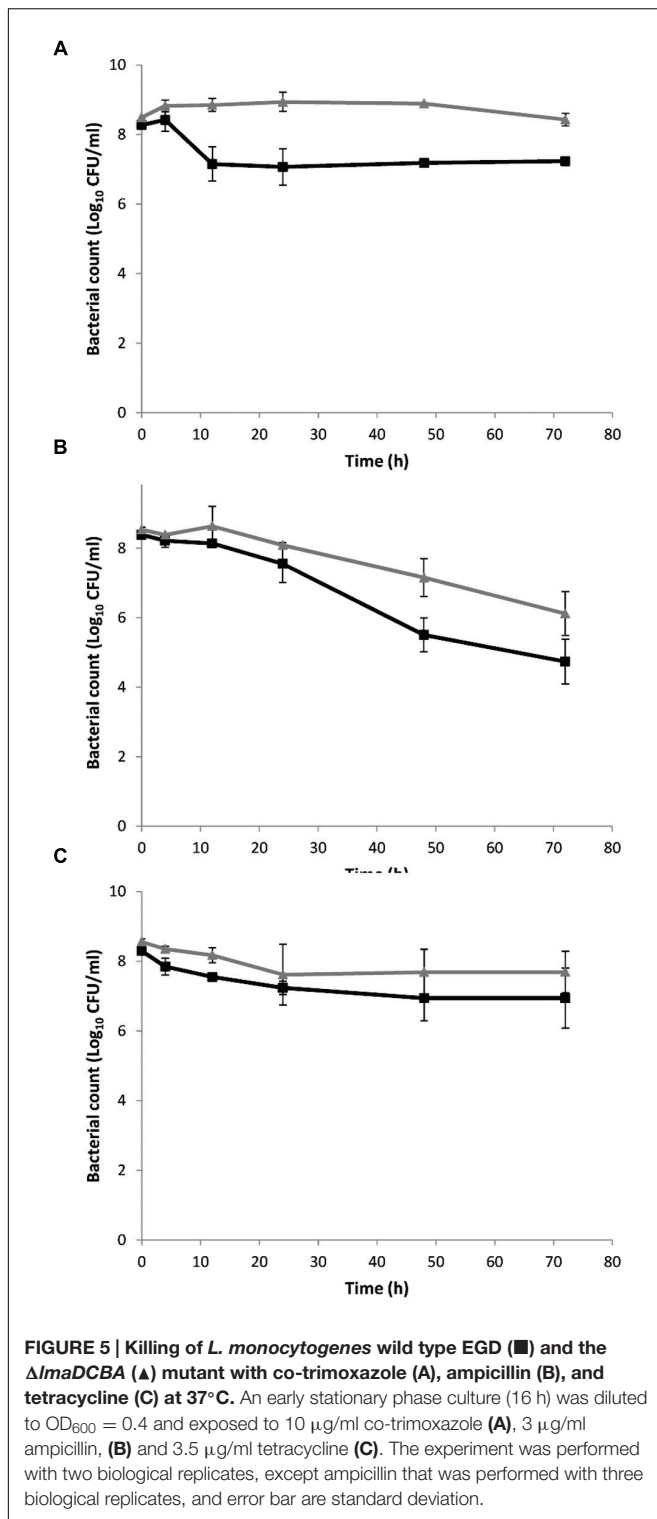 A
10
8
6
4
2
0
Bacterial count (Log₁₀ CFU/ml)
0 10 20 30 40 50 60 70 80
Time (h)
B
8
6
4
2
0
Bacterial count (Log₁₀ CFU/ml)
0 10 20 30 40 50 60 70 80
Time (h)
C
10
8
6
4
2
0
Bacterial count (Log₁₀ CFU/ml)
0 10 20 30 40 50 60 70 80
Time (h)
FIGURE 5 | Killing of L. monocytogenes wild type EGD (■) and the
ΔlmaDCBA (▲) mutant with co-trimoxazole (A), ampicillin (B), and
tetracycline (C) at 37°C. An early stationary phase culture (16 h) was diluted
to OD₆₀₀ = 0.4 and exposed to 10 μg/ml co-trimoxazole (A), 3 μg/ml
ampicillin, (B) and 3.5 μg/ml tetracycline (C). The experiment was performed
with two biological replicates, except ampicillin that was performed with three
biological replicates, and error bar are standard deviation.